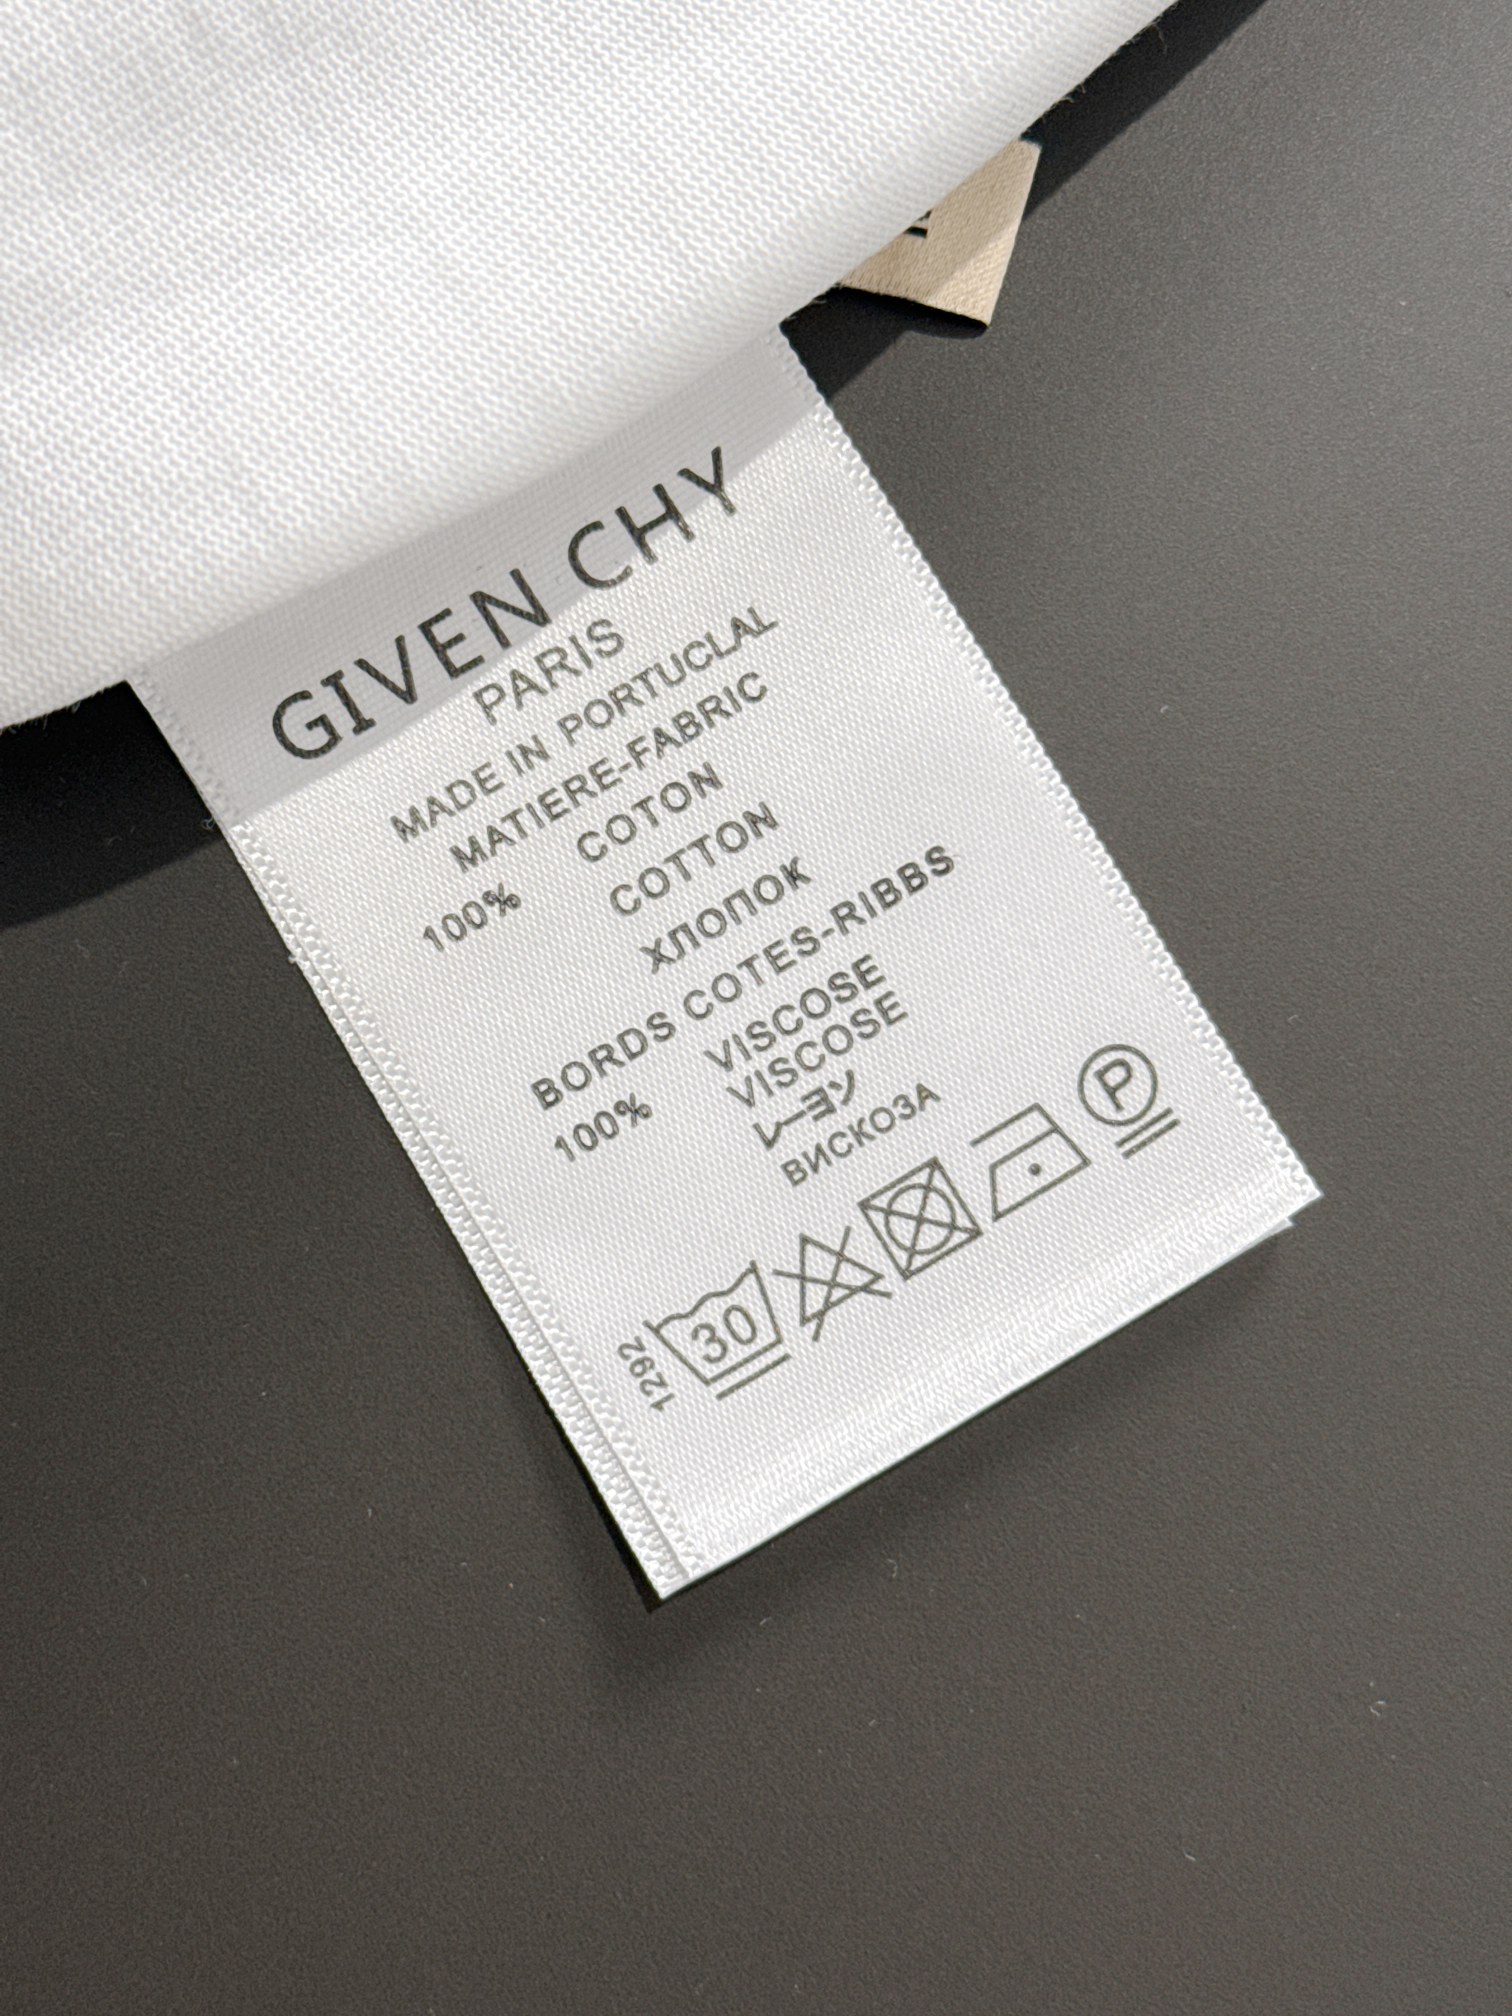 GIVEN CHY
PARIS
MADE IN PORTUCLAL
MATIERE-FABRIC
100% COTON
COTTON
ХЛОПОК
BORDS COTES-RIBBS
100% VISCOSE
VISCOSE
レーヨン
ВИСКОЗА
30
P
1292